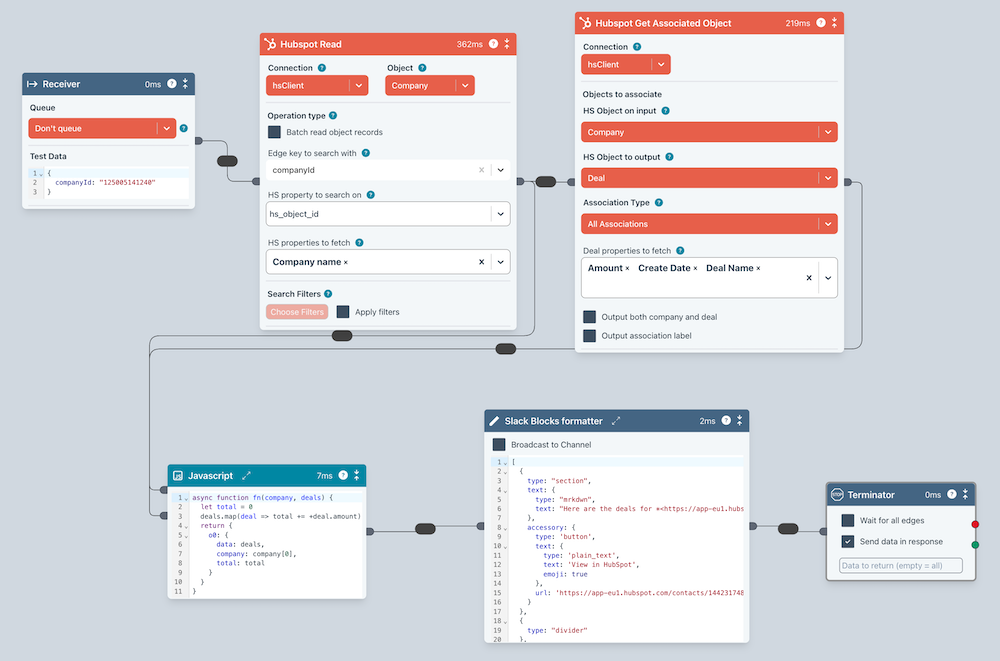 Receiver 0ms ?
Queue
Don't queue
?
Test Data
1 {
2 companyId: "125005141240"
3 }
Hubspot Read 362ms ?
Connection ? Object ?
hsClient Company
Operation type ?
Batch read object records
Edge key to search with ?
companyId ×
HS property to search on ?
hs_object_id
HS properties to fetch ?
Company name × ×
Search Filters ?
Choose Filters Apply filters
Hubspot Get Associated Object 219ms ?
Connection ?
hsClient
Objects to associate
HS Object on input ?
Company
HS Object to output ?
Deal
Association Type ?
All Associations
Deal properties to fetch ?
Amount × Create Date × Deal Name ×
×
Output both company and deal
Output association label
Javascript 7ms ?
1 async function fn(company, deals) {
2 let total = 0
3 deals.map(deal => total += +deal.amount)
4 return {
5 o0: {
6 data: deals,
7 company: company[0],
8 total: total
9 }
10 }
11 }
Slack Blocks formatter 2ms ?
Broadcast to Channel
1 [
2 {
3 type: "section",
4 text: {
5 type: "mrkdwn",
6 text: "Here are the deals for *<https://app-eu1.hubs
7 },
8 accessory: {
9 type: 'button',
10 text: {
11 type: 'plain_text',
12 text: 'View in HubSpot',
13 emoji: true
14 },
15 url: 'https://app-eu1.hubspot.com/contacts/144231748
16 }
17 },
18 {
19 type: "divider"
20 },
STOP Terminator 0ms ?
Wait for all edges
Send data in response
Data to return (empty = all)